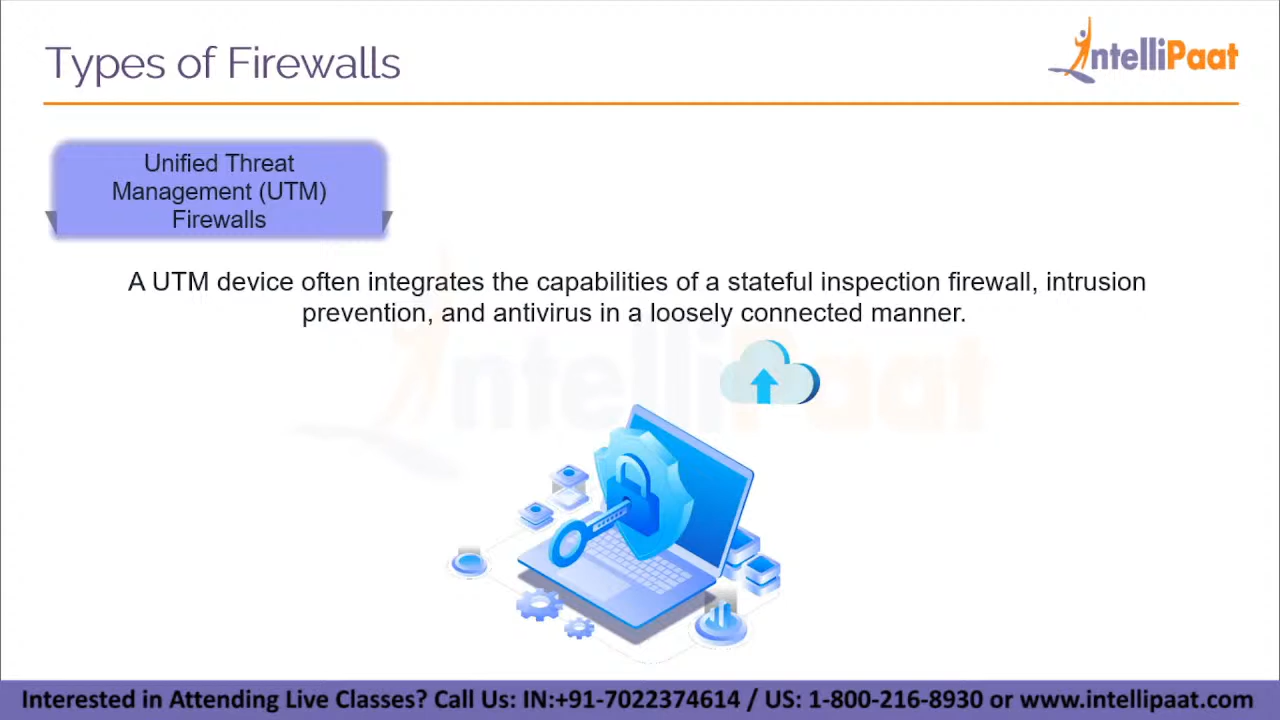 Types of Firewalls
IntelliPaat
Unified Threat
Management (UTM)
Firewalls
A UTM device often integrates the capabilities of a stateful inspection firewall, intrusion
prevention, and antivirus in a loosely connected manner.
IntelliPaat
Interested in Attending Live Classes? Call Us: IN:+91-7022374614 / US: 1-800-216-8930 or www.intellipaat.com